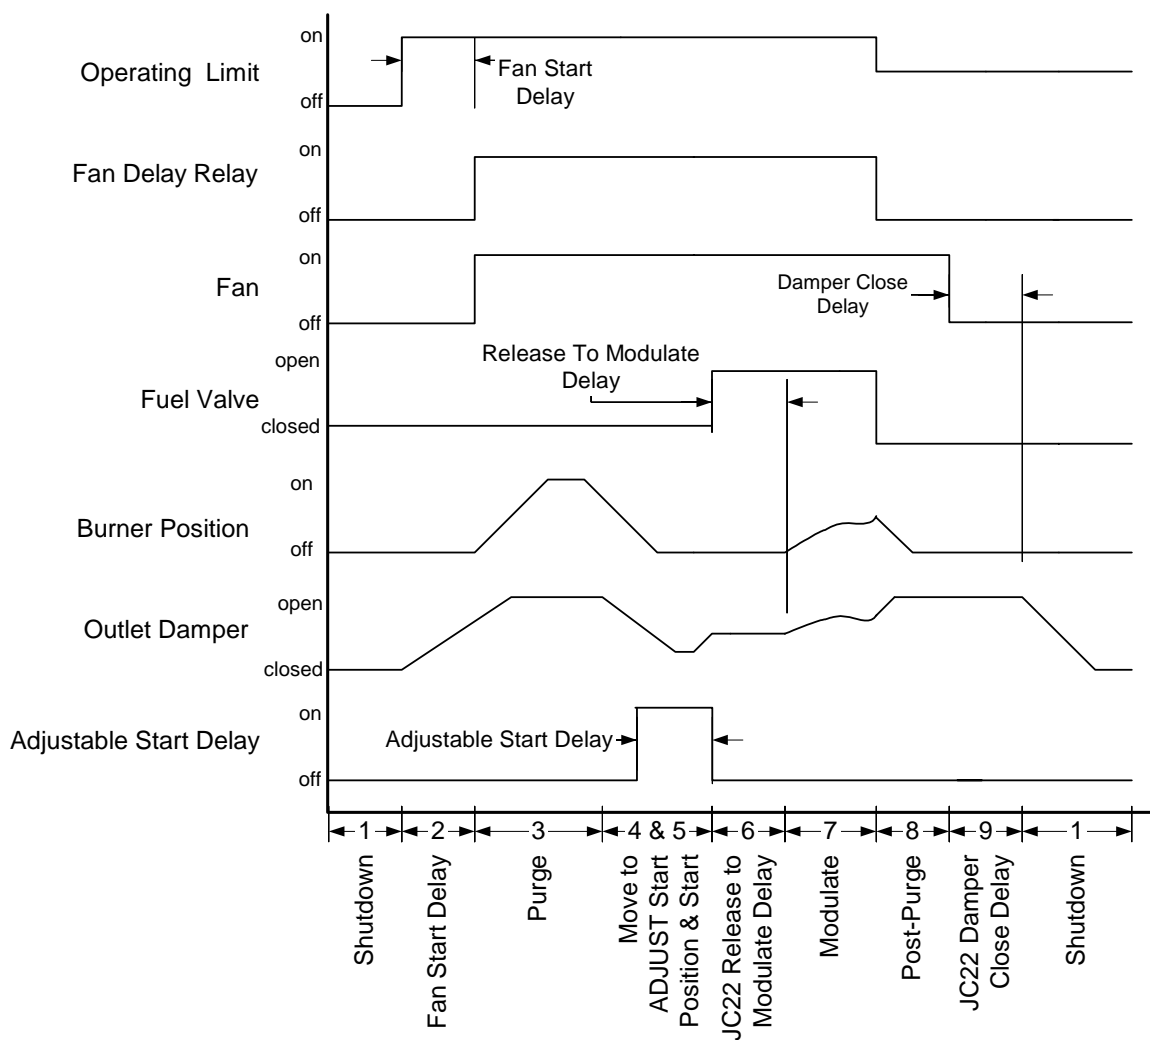 on
Operating Limit
off
Fan Start
Delay
on
Fan Delay Relay
off
on
Fan
off
Damper Close
Delay
open
Release To Modulate
Delay
Fuel Valve
closed
on
Burner Position
off
open
Outlet Damper
closed
on
Adjustable Start Delay
Adjustable Start Delay
off
1
2
3
4 & 5
6
7
8
9
1
Shutdown
Fan Start Delay
Purge
Move to
ADJUST Start
Position & Start
JC22 Release to
Modulate Delay
Modulate
Post-Purge
JC22 Damper
Close Delay
Shutdown